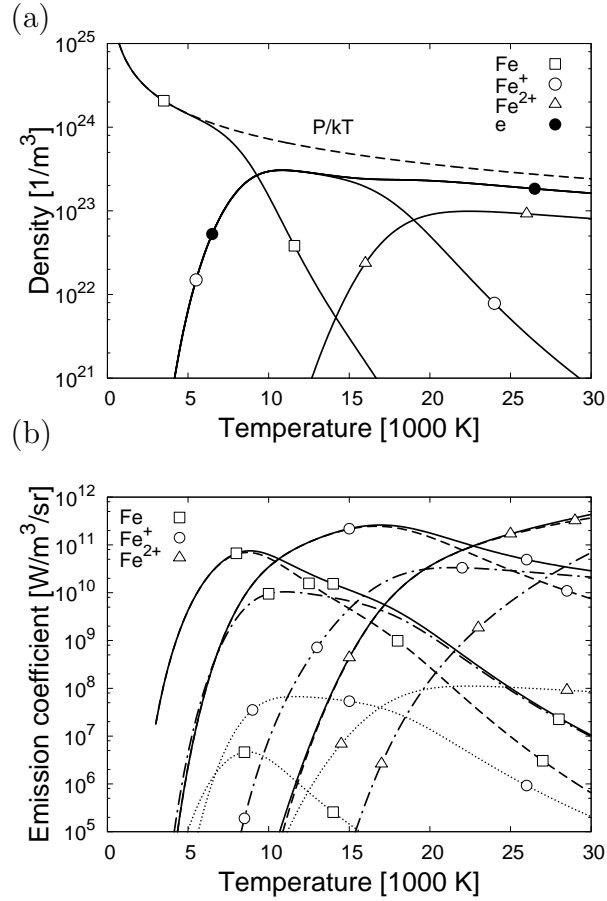 (a)
10^25
10^24
10^23
10^22
10^21
Density [1/m^3]
Fe
Fe^+
Fe^2+
e
P/kT
0 5 10 15 20 25 30
Temperature [1000 K]
(b)
10^12
10^11
10^10
10^9
10^8
10^7
10^6
10^5
Emission coefficient [W/m^3/sr]
Fe
Fe^+
Fe^2+
0 5 10 15 20 25 30
Temperature [1000 K]